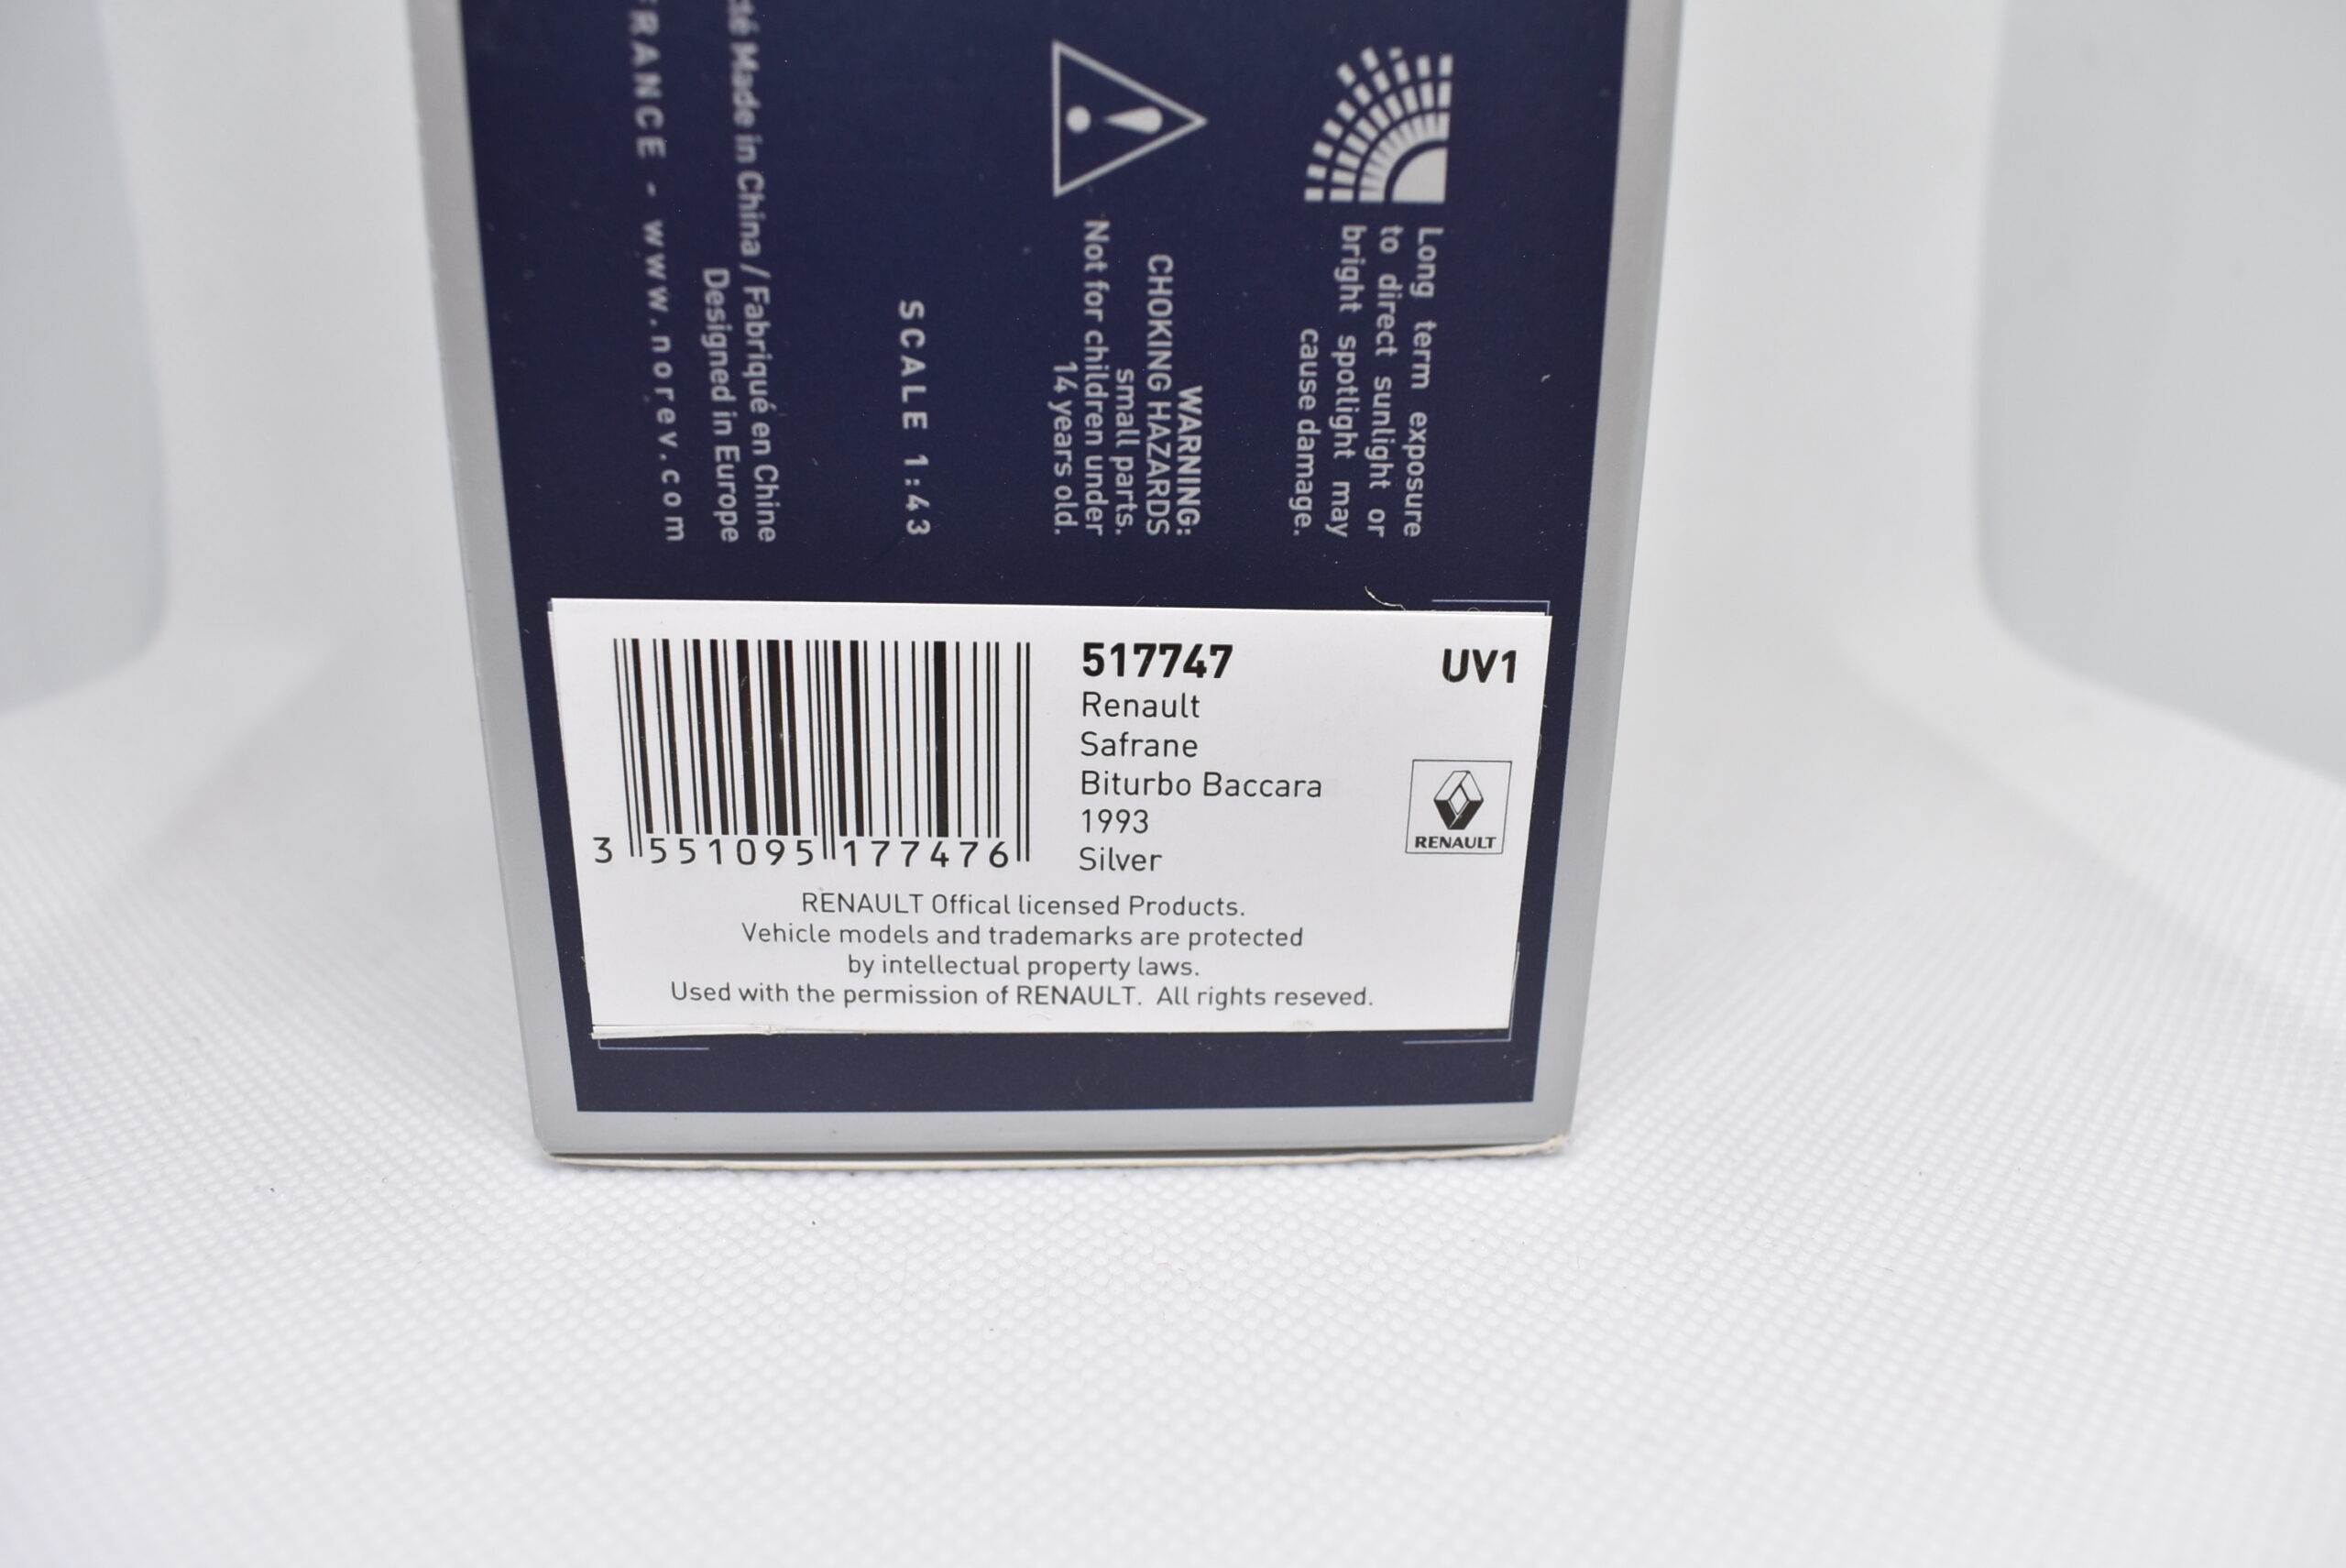 Long term exposure
to direct sunlight or
bright spotlight may
cause damage.
WARNING:
CHOKING HAZARDS
small parts.
Not for children under
14 years old.
SCALE 1:43
Made in China / Fabriqué en Chine
Designed in Europe
FRANCE - www.norev.com
517747
UV1
Renault
Safrane
Biturbo Baccara
1993
Silver
RENAULT
3 551095 177476
RENAULT Offical licensed Products.
Vehicle models and trademarks are protected
by intellectual property laws.
Used with the permission of RENAULT. All rights reseved.